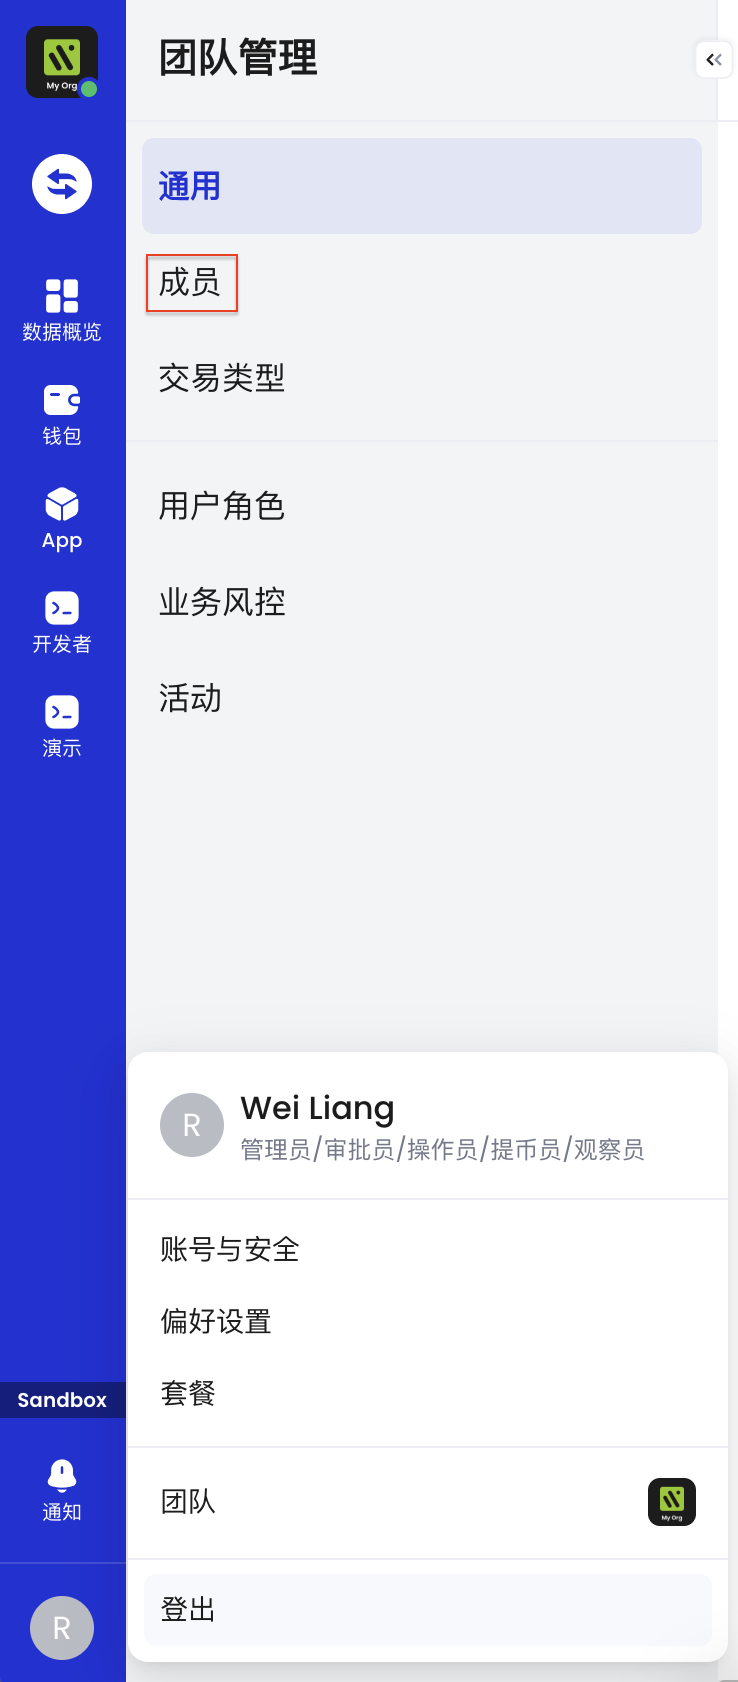 My Org
数据概览
钱包
App
开发者
演示
Sandbox
通知
R
团队管理
通用
成员
交易类型
用户角色
业务风控
活动
R
Wei Liang
管理员/审批员/操作员/提币员/观察员
账号与安全
偏好设置
套餐
团队
My Org
登出